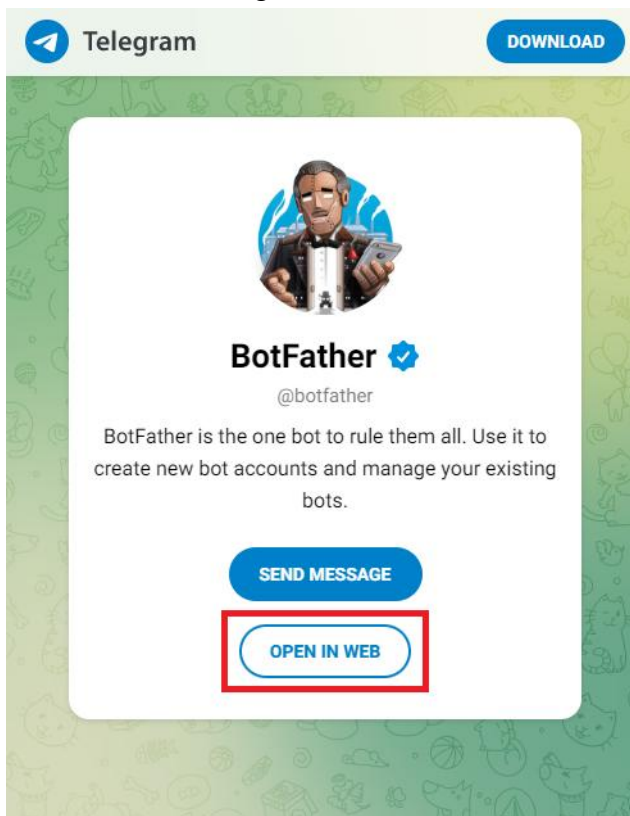 Telegram
DOWNLOAD
BotFather
@botfather
BotFather is the one bot to rule them all. Use it to
create new bot accounts and manage your existing
bots.
SEND MESSAGE
OPEN IN WEB